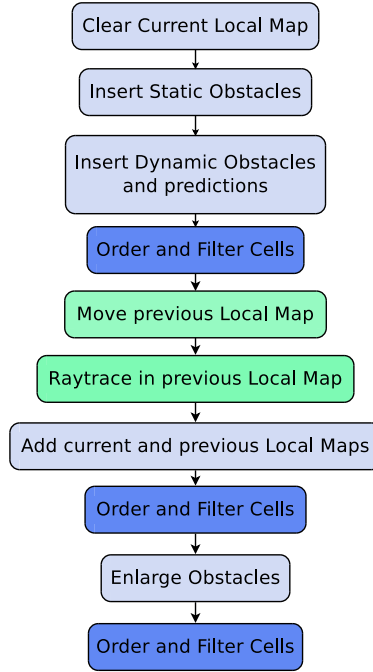 Clear Current Local Map
Insert Static Obstacles
Insert Dynamic Obstacles
and predictions
Order and Filter Cells
Move previous Local Map
Raytrace in previous Local Map
Add current and previous Local Maps
Order and Filter Cells
Enlarge Obstacles
Order and Filter Cells